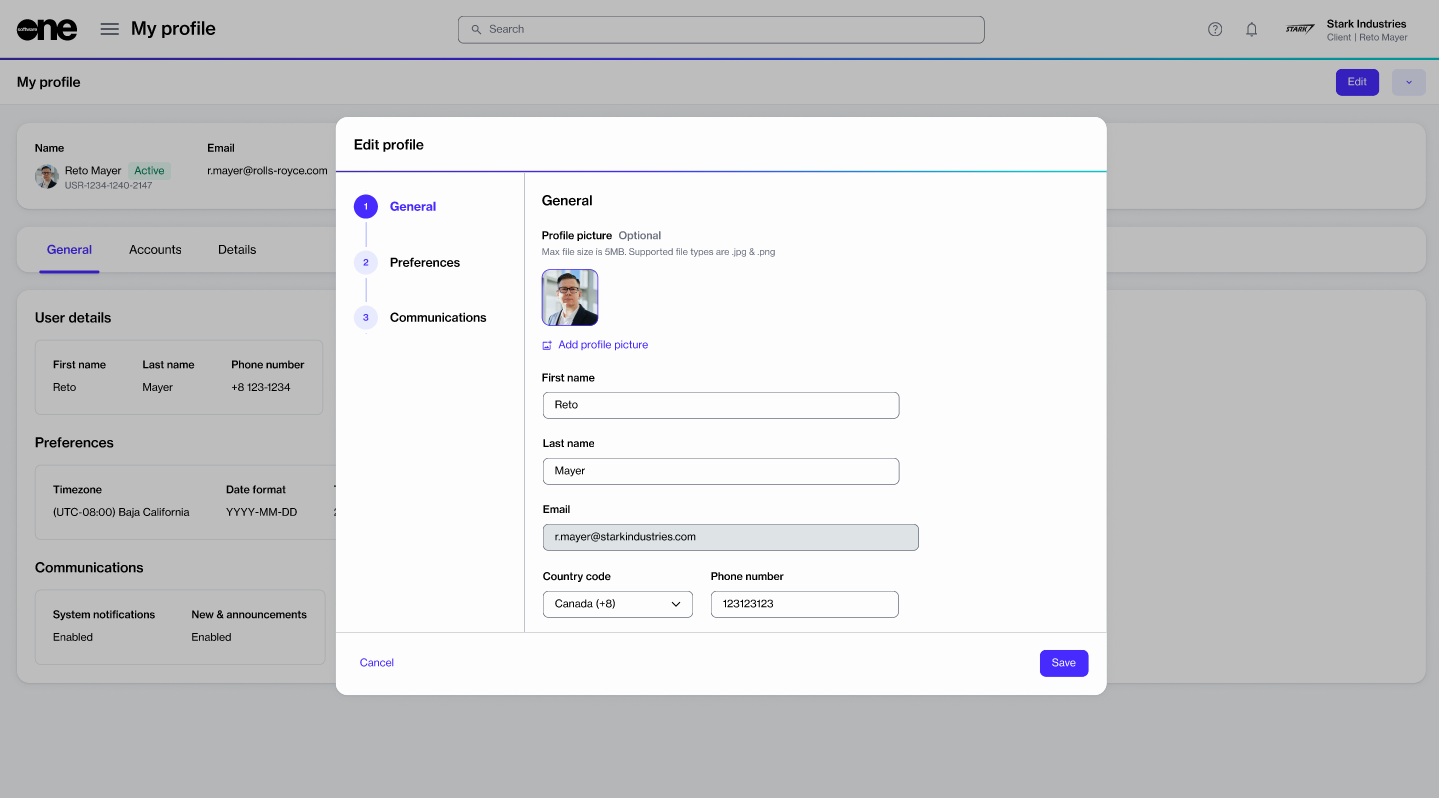 software one
My profile
Search
STARK
Stark Industries
Client | Reto Mayer
My profile
Edit
Name
Email
Reto Mayer
Active
USR-1234-1240-2147
r.mayer@rolls-royce.com
General
Accounts
Details
User details
First name
Last name
Phone number
Reto
Mayer
+8 123-1234
Preferences
Timezone
Date format
(UTC-08:00) Baja California
YYYY-MM-DD
Communications
System notifications
New & announcements
Enabled
Enabled
Edit profile
1
General
2
Preferences
3
Communications
General
Profile picture Optional
Max file size is 5MB. Supported file types are .jpg & .png
Add profile picture
First name
Reto
Last name
Mayer
Email
r.mayer@starkindustries.com
Country code
Phone number
Canada (+8)
123123123
Cancel
Save